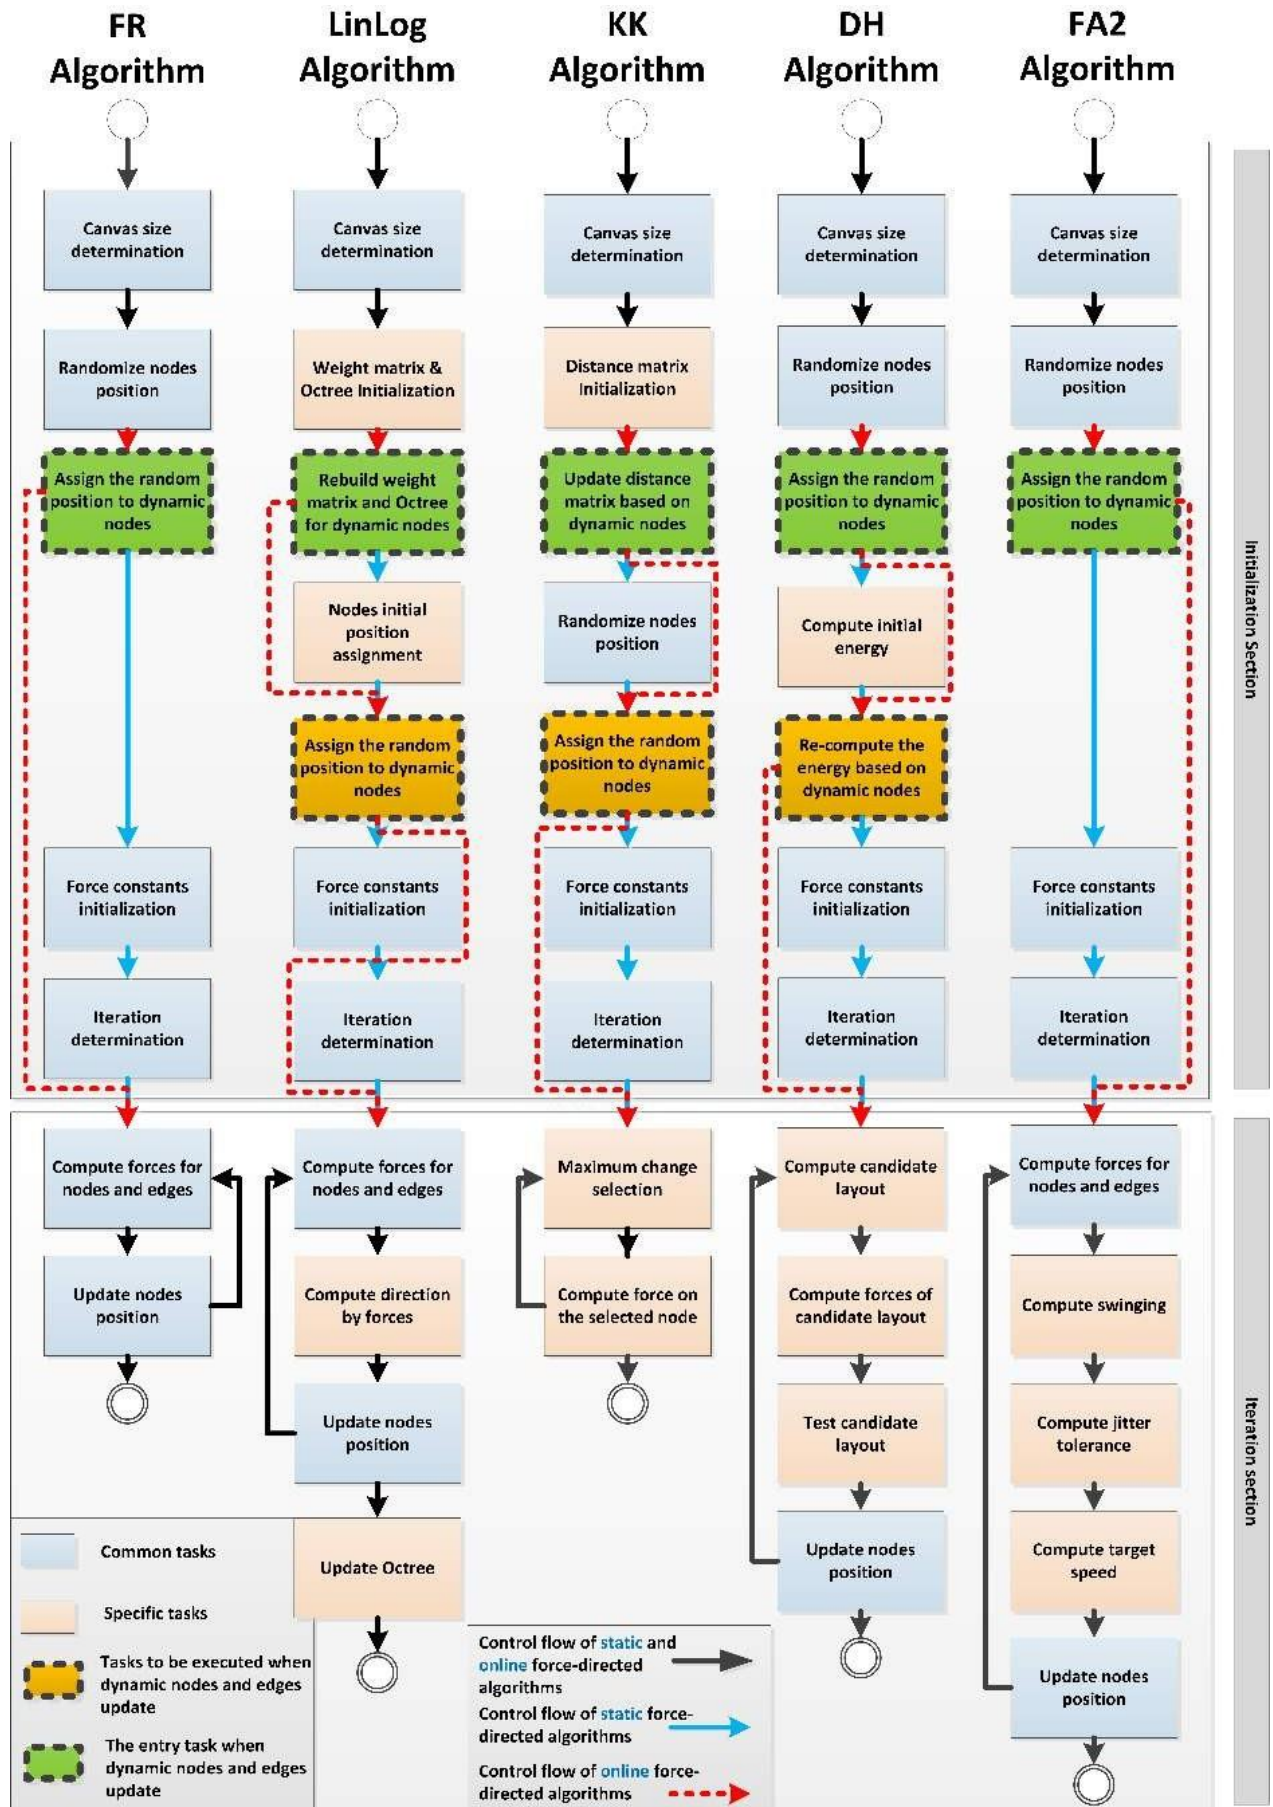 FR
Algorithm
LinLog
Algorithm
KK
Algorithm
DH
Algorithm
FA2
Algorithm
Canvas size
determination
Randomize nodes
position
Assign the random
position to dynamic
nodes
Force constants
initialization
Iteration
determination
Compute forces for
nodes and edges
Update nodes
position
Canvas size
determination
Weight matrix &
Octree Initialization
Rebuild weight
matrix and Octree
for dynamic nodes
Nodes initial
position
assignment
Assign the random
position to dynamic
nodes
Force constants
initialization
Iteration
determination
Compute forces for
nodes and edges
Compute direction
by forces
Update nodes
position
Update Octree
Canvas size
determination
Distance matrix
Initialization
Update distance
matrix based on
dynamic nodes
Randomize nodes
position
Assign the random
position to dynamic
nodes
Force constants
initialization
Iteration
determination
Maximum change
selection
Compute force on
the selected node
Canvas size
determination
Randomize nodes
position
Assign the random
position to dynamic
nodes
Compute initial
energy
Re-compute the
energy based on
dynamic nodes
Force constants
initialization
Iteration
determination
Compute candidate
layout
Compute forces of
candidate layout
Test candidate
layout
Update nodes
position
Canvas size
determination
Randomize nodes
position
Assign the random
position to dynamic
nodes
Force constants
initialization
Iteration
determination
Compute forces for
nodes and edges
Compute swinging
Compute jitter
tolerance
Compute target
speed
Update nodes
position
Initialization Section
Iteration section
Common tasks
Specific tasks
Tasks to be executed when
dynamic nodes and edges
update
The entry task when
dynamic nodes and edges
update
Control flow of static and
online force-directed
algorithms
Control flow of static force-
directed algorithms
Control flow of online force-
directed algorithms